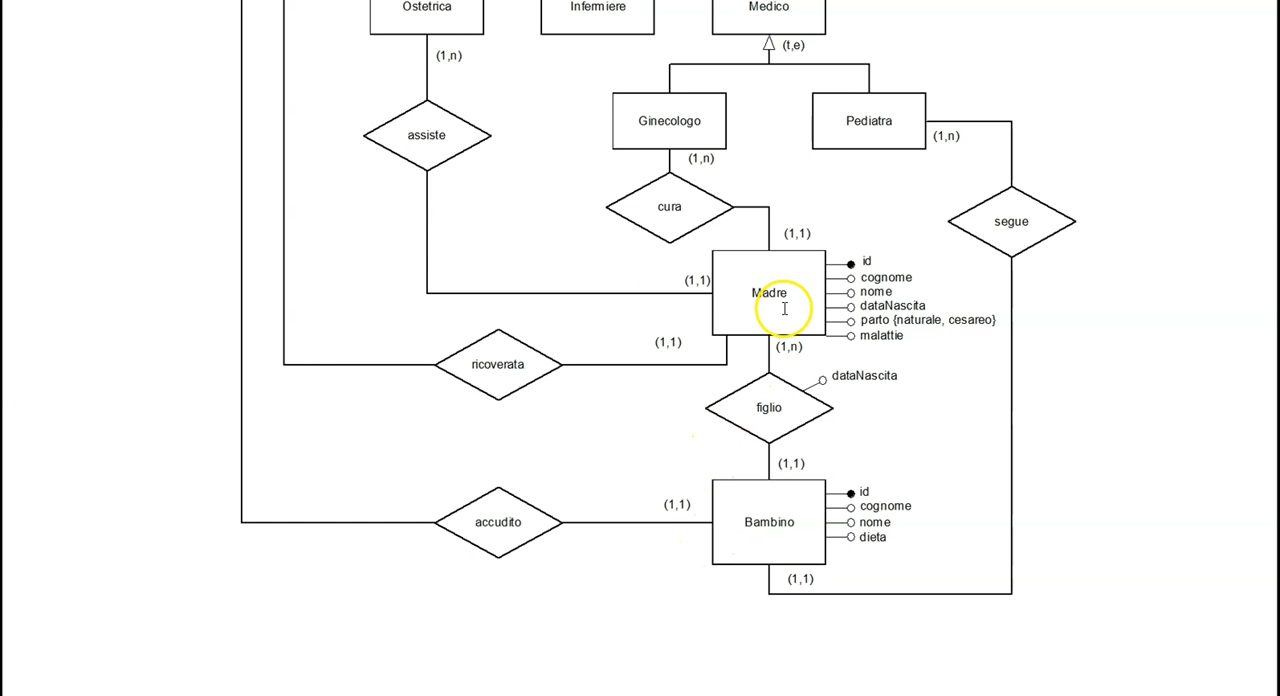 Ostetrica
Infermiere
Medico
(1,n)
(t,e)
Ginecologo
Pediatra
assiste
(1,n)
(1,n)
cura
segue
(1,1)
(1,1)
Madre
id
cognome
nome
dataNascita
parto {naturale, cesareo}
malattie
(1,1)
(1,n)
ricoverata
dataNascita
figlio
(1,1)
(1,1)
accudito
Bambino
id
cognome
nome
dieta
(1,1)